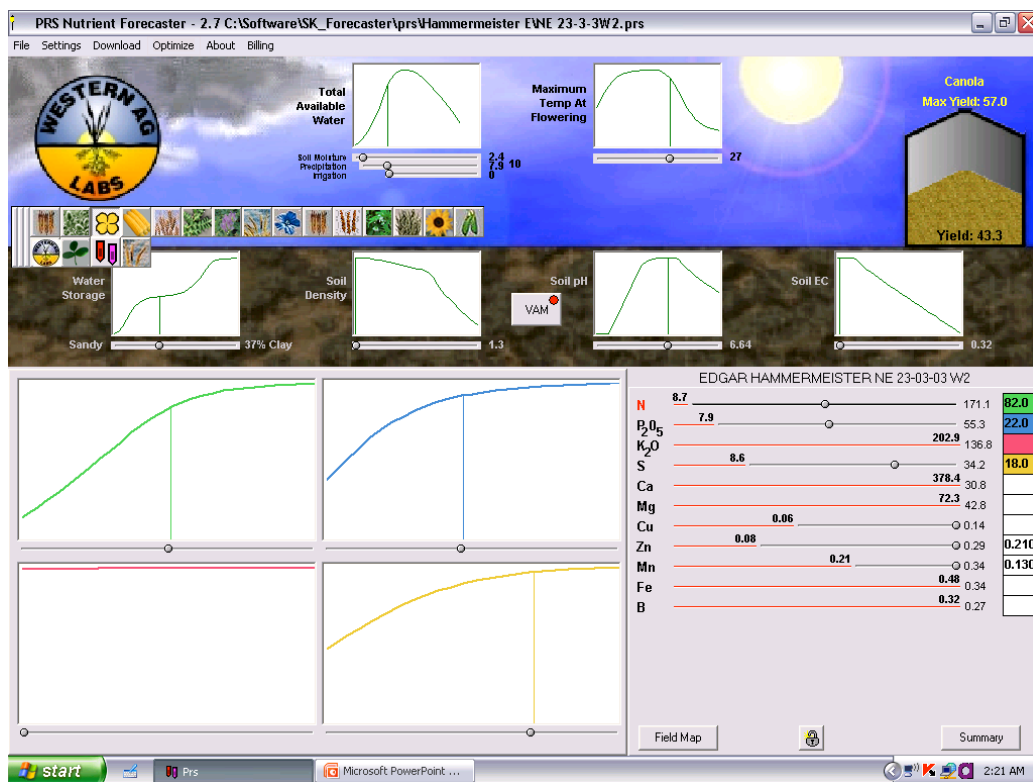 PRS Nutrient Forecaster - 2.7 C:\Software\SK_Forecaster\prs\Hammermeister E\NE 23-3-3W2.prs
File Settings Download Optimize About Billing
WESTERN AG
LABS
Total
Available
Water
Soil Moisture 2.4
Precipitation 7.9 10
Irrigation 0
Maximum
Temp At
Flowering
27
Canola
Max Yield: 57.0
Yield: 43.3
Water
Storage
Sandy 37% Clay
Soil
Density
1.3
VAM
Soil pH
6.64
Soil EC
0.32
EDGAR HAMMERMEISTER NE 23-03-03 W2
N 8.7 171.1 82.0
P2O5 7.9 55.3 22.0
K2O 202.9 136.8
S 8.6 34.2 18.0
Ca 378.4 30.8
Mg 72.3 42.8
Cu 0.06 0.14
Zn 0.08 0.29 0.210
Mn 0.21 0.34 0.130
Fe 0.48 0.34
B 0.32 0.27
Field Map Summary
start Prs Microsoft PowerPoint ... 2:21 AM